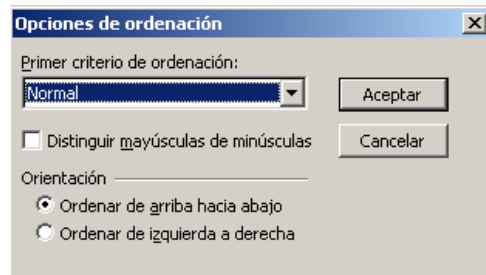 Opciones de ordenación
Primer criterio de ordenación:
Normal
Aceptar
Distinguir mayúsculas de minúsculas
Cancelar
Orientación
Ordenar de arriba hacia abajo
Ordenar de izquierda a derecha